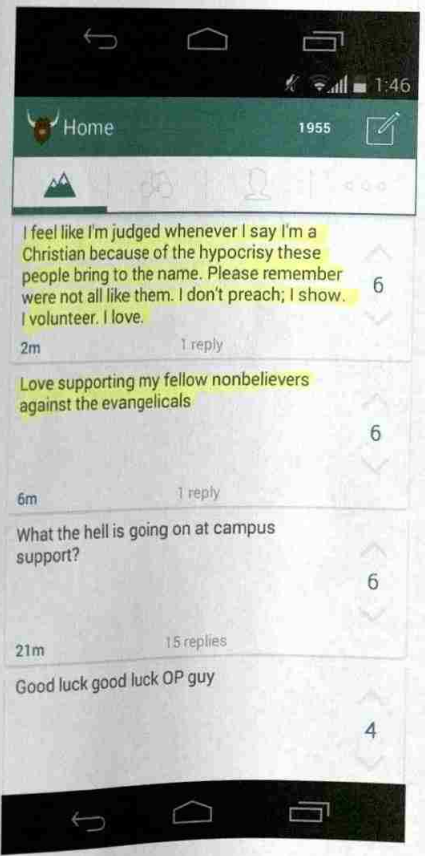 1:46
Home
1955
I feel like I'm judged whenever I say I'm a
Christian because of the hypocrisy these
people bring to the name. Please remember
were not all like them. I don't preach; I show.
I volunteer. I love.
6
2m
1 reply
Love supporting my fellow nonbelievers
against the evangelicals
6
6m
1 reply
What the hell is going on at campus
support?
6
21m
15 replies
Good luck good luck OP guy
4